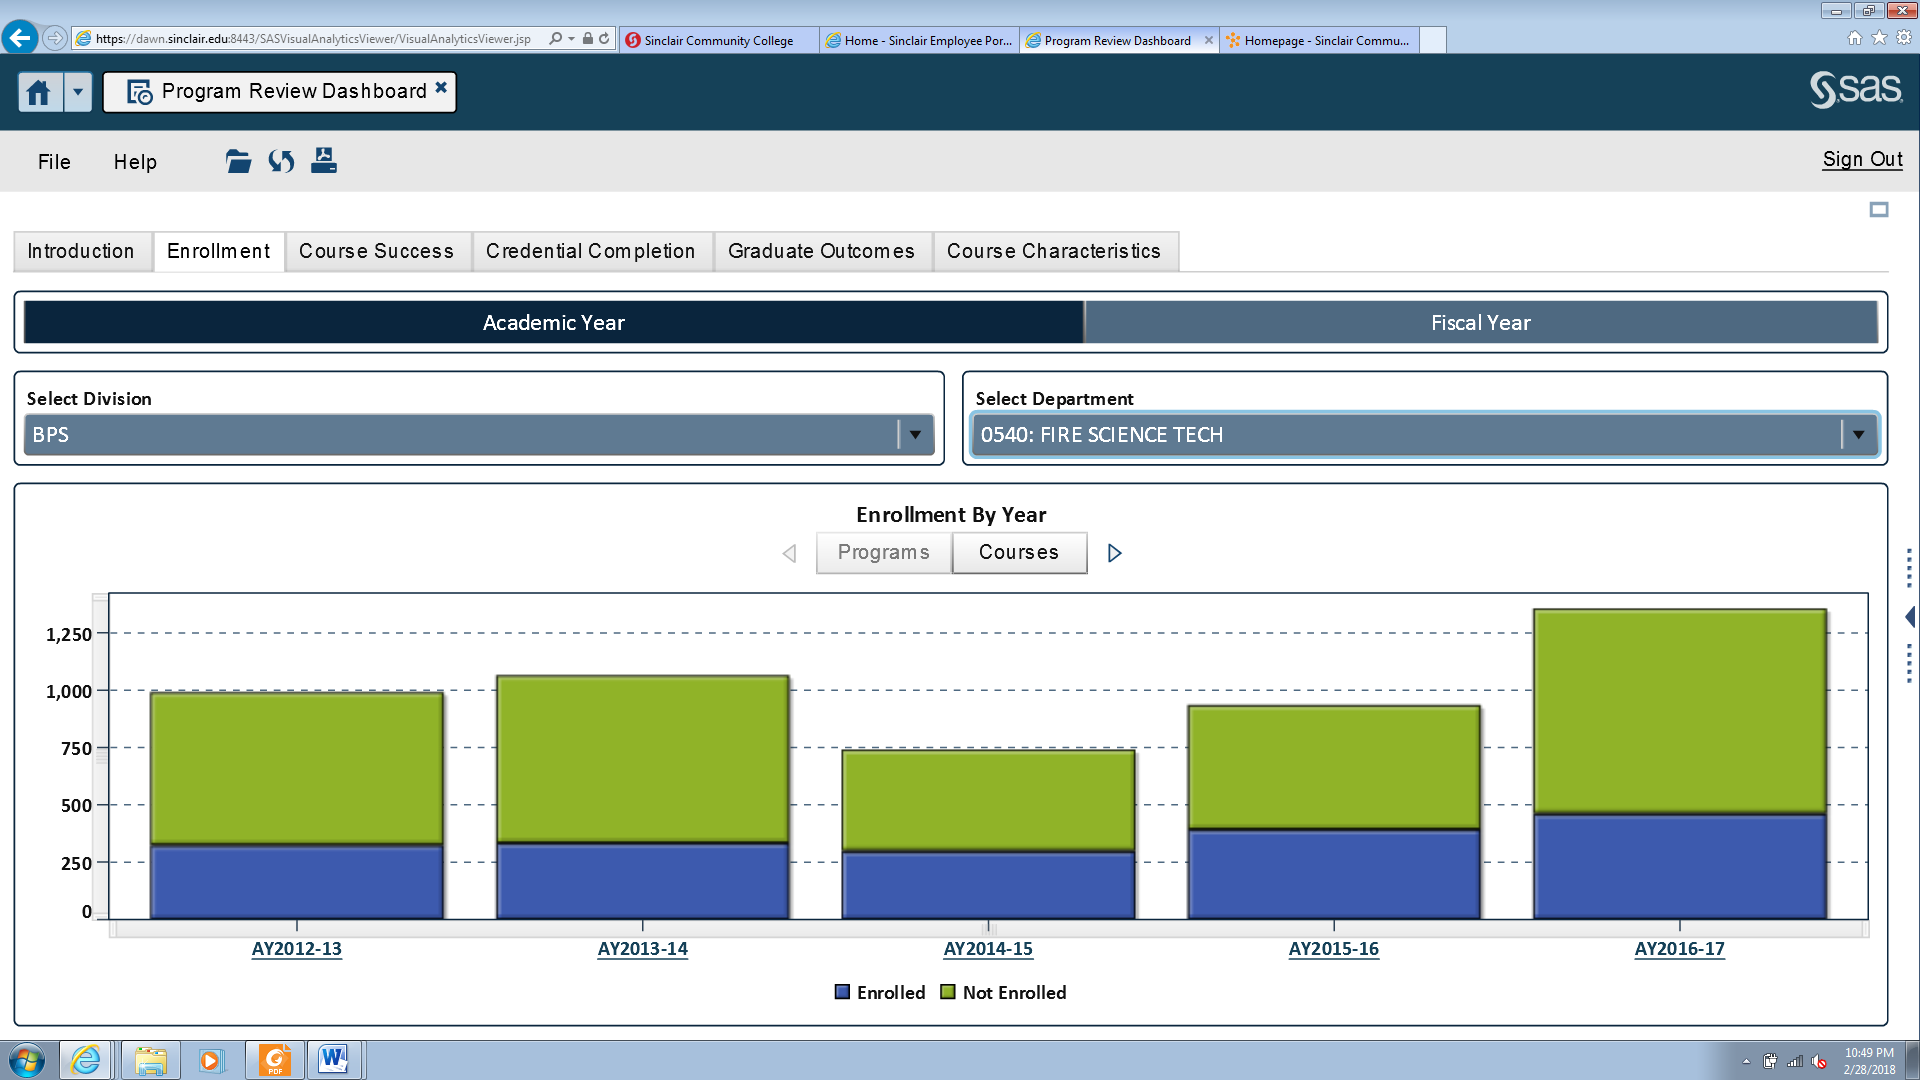 https://dawn.sinclair.edu:8443/SASVisualAnalyticsViewer/VisualAnalyticsViewer.jsp
Sinclair Community College
Home - Sinclair Employee Por...
Program Review Dashboard
Homepage - Sinclair Commu...
Program Review Dashboard
sas
File
Help
Sign Out
Introduction
Enrollment
Course Success
Credential Completion
Graduate Outcomes
Course Characteristics
Academic Year
Fiscal Year
Select Division
BPS
Select Department
0540: FIRE SCIENCE TECH
Enrollment By Year
Programs
Courses
1,250
1,000
750
500
250
0
AY2012-13
AY2013-14
AY2014-15
AY2015-16
AY2016-17
Enrolled
Not Enrolled
PDF
W
10:49 PM
2/28/2018